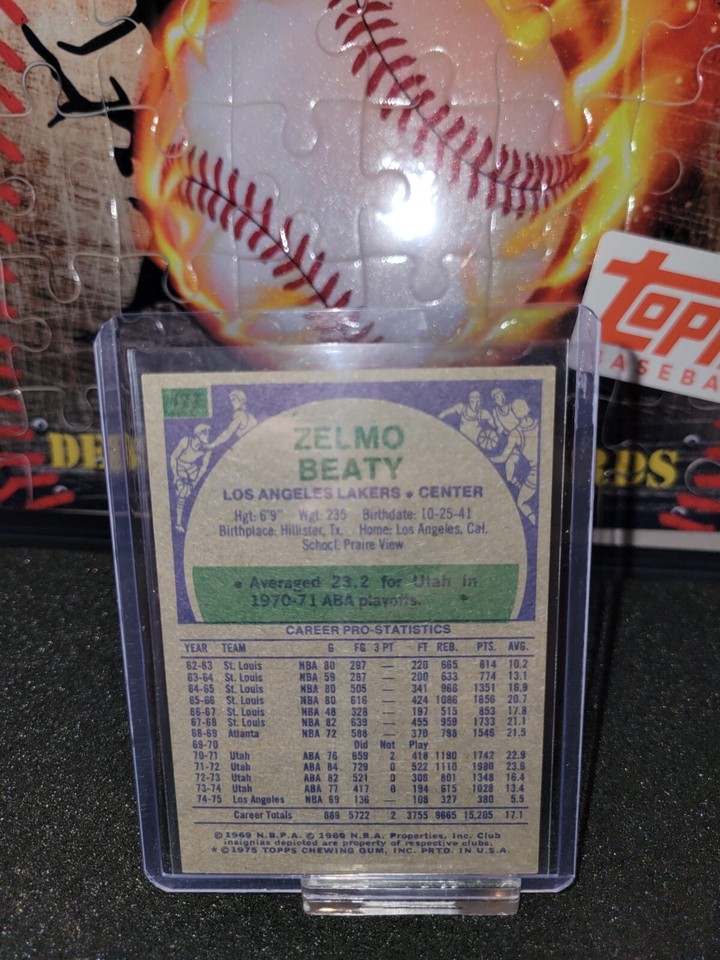 TOPP
BASEBA
DE
RDS
ZELMO
BEATY
LOS ANGELES LAKERS • CENTER
Hgt: 6'9" Wgt: 235 Birthdate: 10-25-41
Birthplace: Hillister, Tx. Home: Los Angeles, Cal.
School: Praire View
• Averaged 23.2 for Utah in
1970-71 ABA playoffs.
CAREER PRO-STATISTICS
YEAR TEAM G FG 3 PT FT REB. PTS. AVG.
62-63 St. Louis NBA 80 297 — 220 665 814 10.2
63-64 St. Louis NBA 59 287 — 200 633 774 13.1
64-65 St. Louis NBA 80 505 — 341 966 1351 16.9
65-66 St. Louis NBA 80 616 — 424 1086 1656 20.7
66-67 St. Louis NBA 48 328 — 197 515 853 17.8
67-68 St. Louis NBA 82 639 — 455 959 1733 21.1
68-69 Atlanta NBA 72 588 — 370 798 1546 21.5
69-70 Did Not Play
70-71 Utah ABA 76 659 2 418 1190 1742 22.9
71-72 Utah ABA 84 729 0 522 1110 1980 23.6
72-73 Utah ABA 82 521 0 306 801 1348 16.4
73-74 Utah ABA 77 417 0 194 615 1028 13.4
74-75 Los Angeles NBA 69 136 — 108 327 380 5.5
Career Totals 889 5722 2 3755 9665 15,205 17.1
©1969 N.B.P.A. © 1969 N.B.A. Properties, Inc. Club
insignias depicted are property of respective clubs.
★ ©1975 TOPPS CHEWING GUM, INC. PRTD. IN U.S.A.